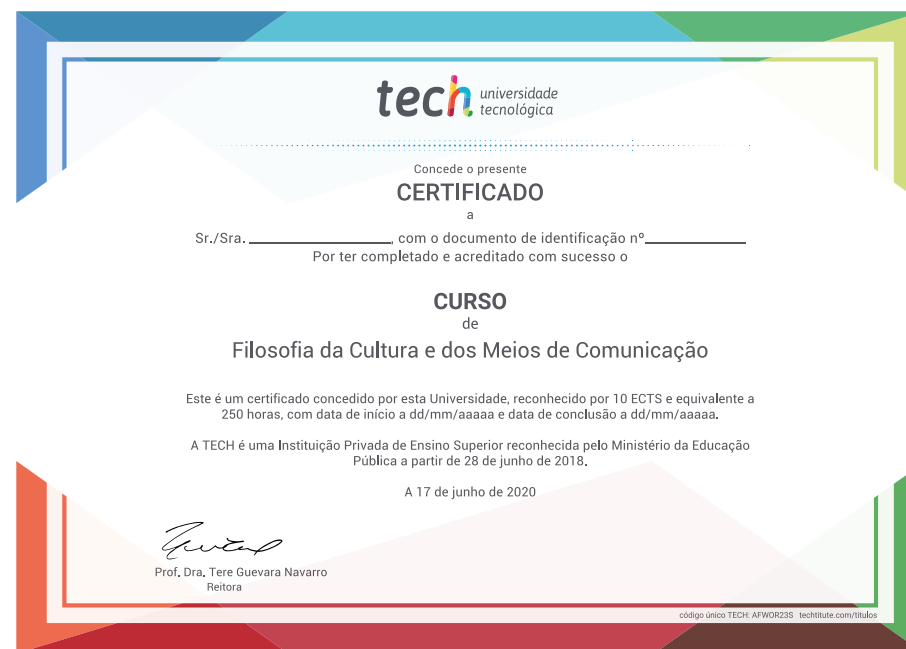 tech universidade
tecnológica
Concede o presente
CERTIFICADO
a
Sr./Sra. ________________, com o documento de identificação nº____________
Por ter completado e acreditado com sucesso o
CURSO
de
Filosofia da Cultura e dos Meios de Comunicação
Este é um certificado concedido por esta Universidade, reconhecido por 10 ECTS e equivalente a
250 horas, com data de início a dd/mm/aaaaa e data de conclusão a dd/mm/aaaaa.
A TECH é uma Instituição Privada de Ensino Superior reconhecida pelo Ministério da Educação
Pública a partir de 28 de junho de 2018.
A 17 de junho de 2020
Prof. Dra. Tere Guevara Navarro
Reitora
código único TECH: AFWOR23S techtitute.com/titulos